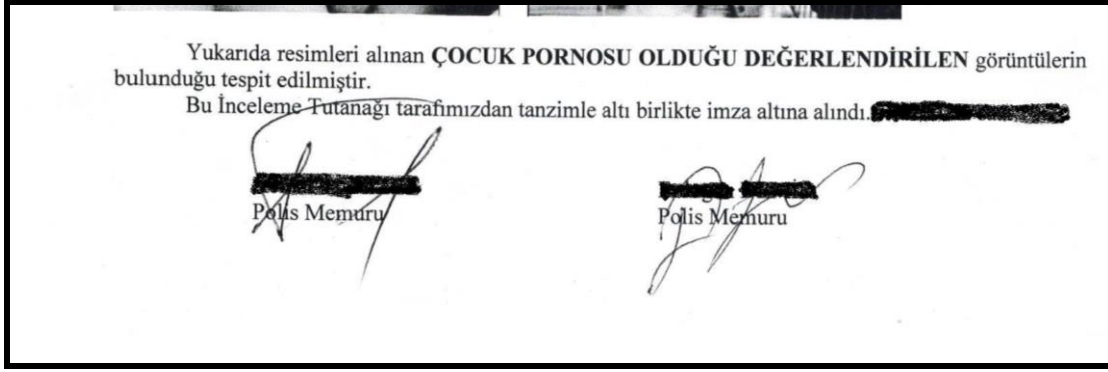 Yukarıda resimleri alınan ÇOCUK PORNOSU OLDUĞU DEĞERLENDİRİLEN görüntülerin
bulunduğu tespit edilmiştir.
Bu İnceleme Tutanağı tarafımızdan tanzimle altı birlikte imza altına alındı.
Polis Memuru
Polis Memuru